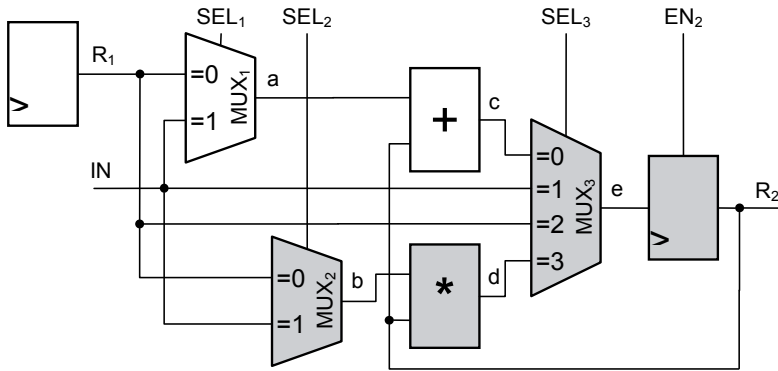 SEL₁ SEL₂ SEL₃ EN₂
R₁
=0
=1
MUX₁
a
+
c
IN
=0
=1
=2
=3
MUX₃
e
R₂
=0
=1
MUX₂
b
*
d